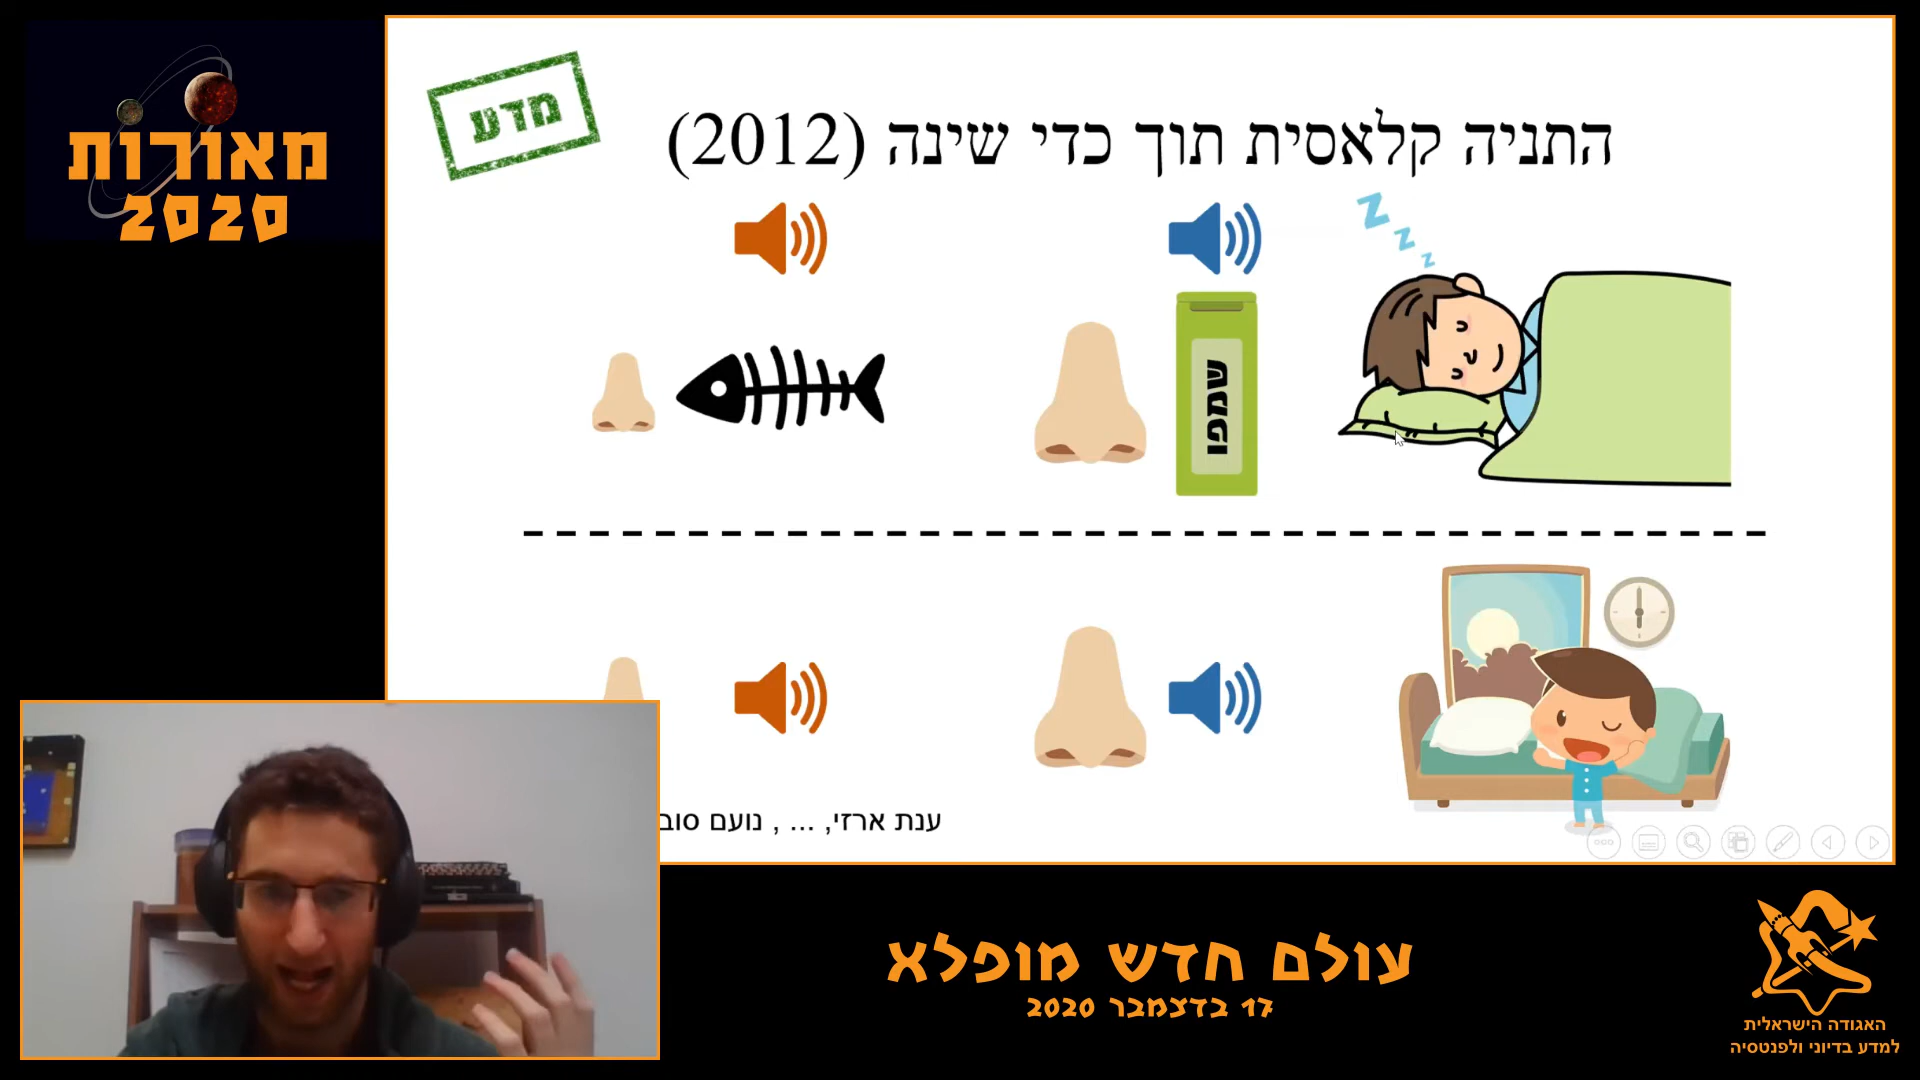 מאורות
2020
מדע
התניה קלאסית תוך כדי שינה (2012)
z
z
z
שמפו
ענת ארזי, ... , נועם סוב
עולם חדש מופלא
17 בדצמבר 2020
האגודה הישראלית
למדע בדיוני ולפנטסיה